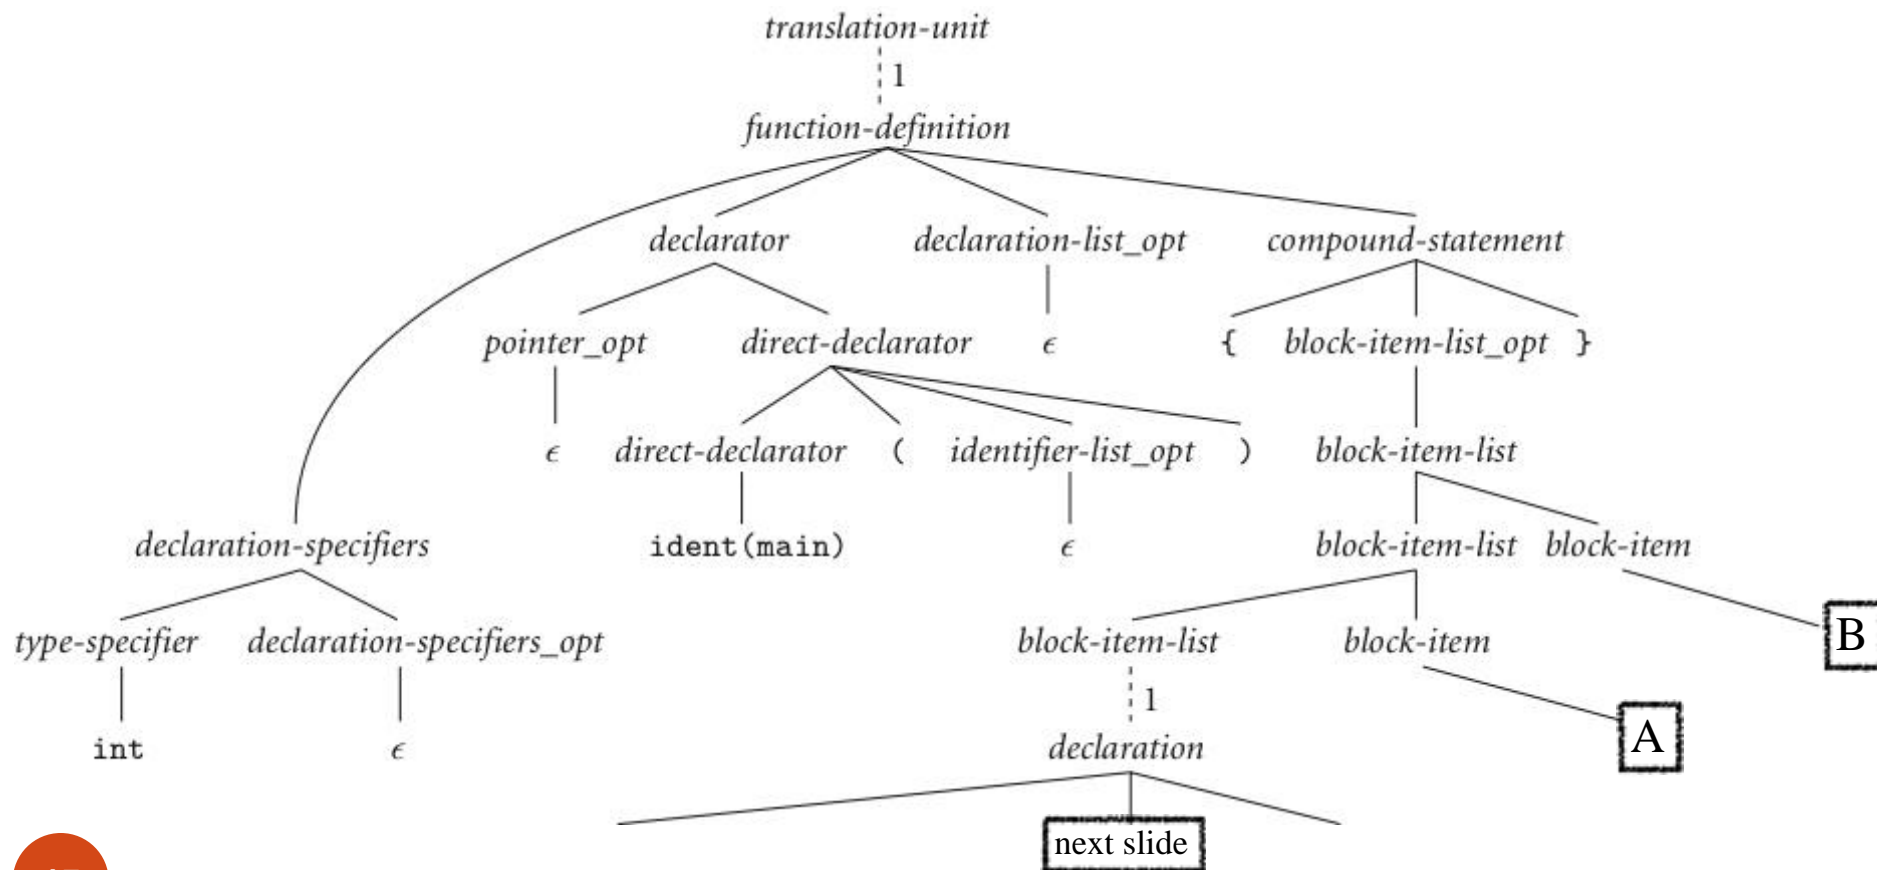 translation-unit
1
function-definition
declarator declaration-list_opt compound-statement
pointer_opt direct-declarator ϵ { block-item-list_opt }
ϵ direct-declarator ( identifier-list_opt ) block-item-list
declaration-specifiers ident(main) ϵ block-item-list block-item
type-specifier declaration-specifiers_opt block-item-list block-item B
int ϵ 1 A
declaration
next slide